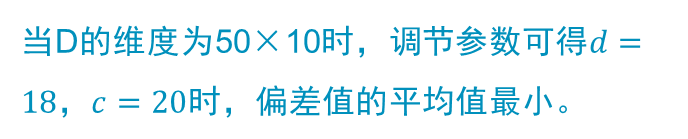 当D的维度为50×10时，调节参数可得d =
18，c = 20时，偏差值的平均值最小。